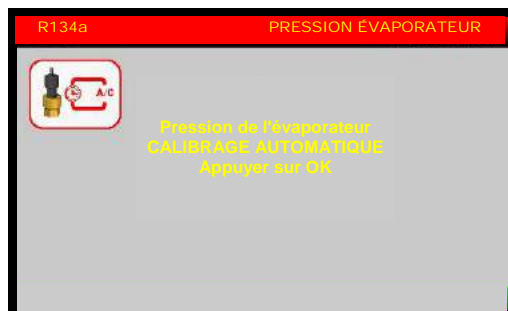 R134a PRESSION ÉVAPORATEUR
A/C
Pression de l'évaporateur
CALIBRAGE AUTOMATIQUE
Appuyer sur OK